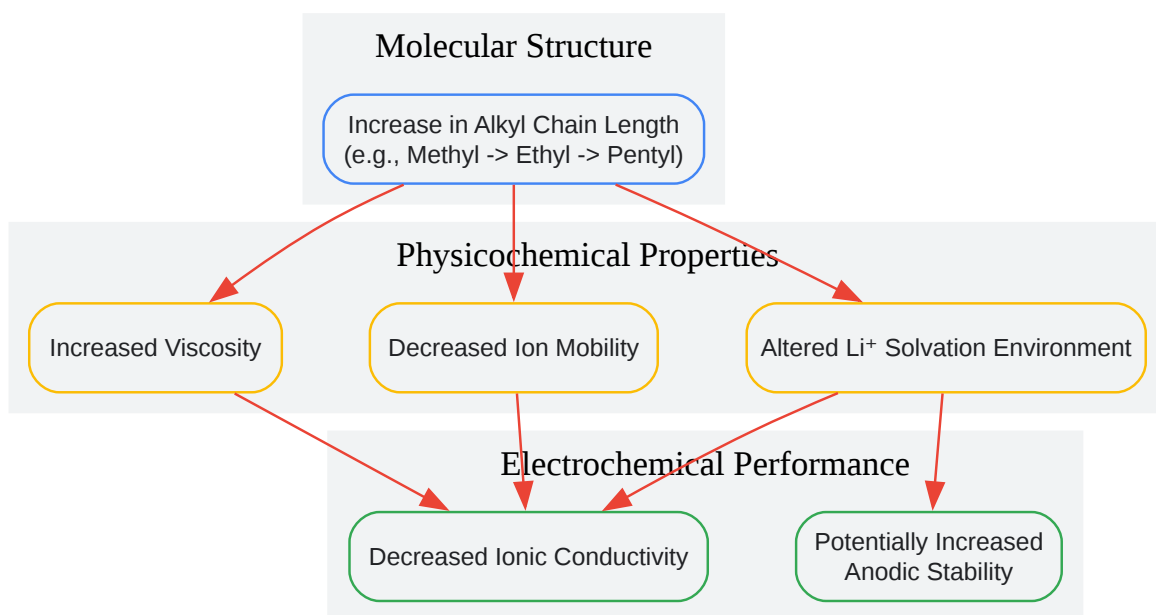 Molecular Structure
Increase in Alkyl Chain Length
(e.g., Methyl -> Ethyl -> Pentyl)
Physicochemical Properties
Increased Viscosity
Decreased Ion Mobility
Altered Li⁺ Solvation Environment
Electrochemical Performance
Decreased Ionic Conductivity
Potentially Increased
Anodic Stability